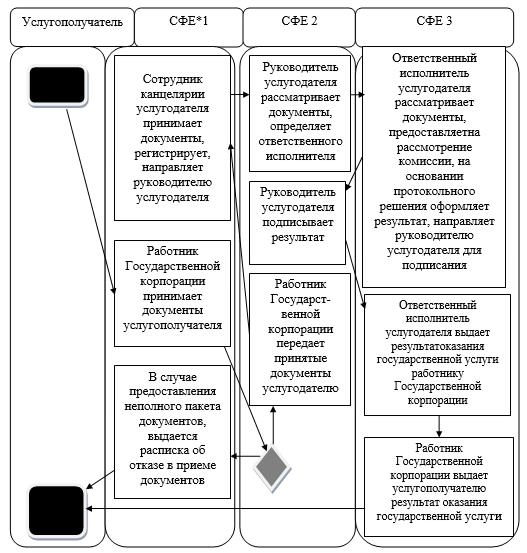 Услугополучатель
СФЕ*1
СФЕ 2
СФЕ 3
Сотрудник
канцелярии
услугодателя
принимает
документы,
регистрирует,
направляет
руководителю
услугодателя
Руководитель
услугодателя
рассматривает
документы,
определяет
ответственного
исполнителя
Ответственный
исполнитель
услугодателя
рассматривает
документы,
предоставляетна
рассмотрение
комиссии, на
основании
протокольного
решения оформляет
результат, направляет
руководителю
услугодателя для
подписания
Руководитель
услугодателя
подписывает
результат
Работник
Государственной
корпорации
принимает
документы
услугополучателя
Работник
Государст-
венной
корпорации
передает
принятые
документы
услугодателю
Ответственный
исполнитель
услугодателя выдает
результатоказания
государственной услуги
работнику
Государственной
корпорации
В случае
предоставления
неполного пакета
документов,
выдается
расписка об
отказе в приеме
документов
Работник
Государственной
корпорации выдает
услугополучателю
результат оказания
государственной услуги